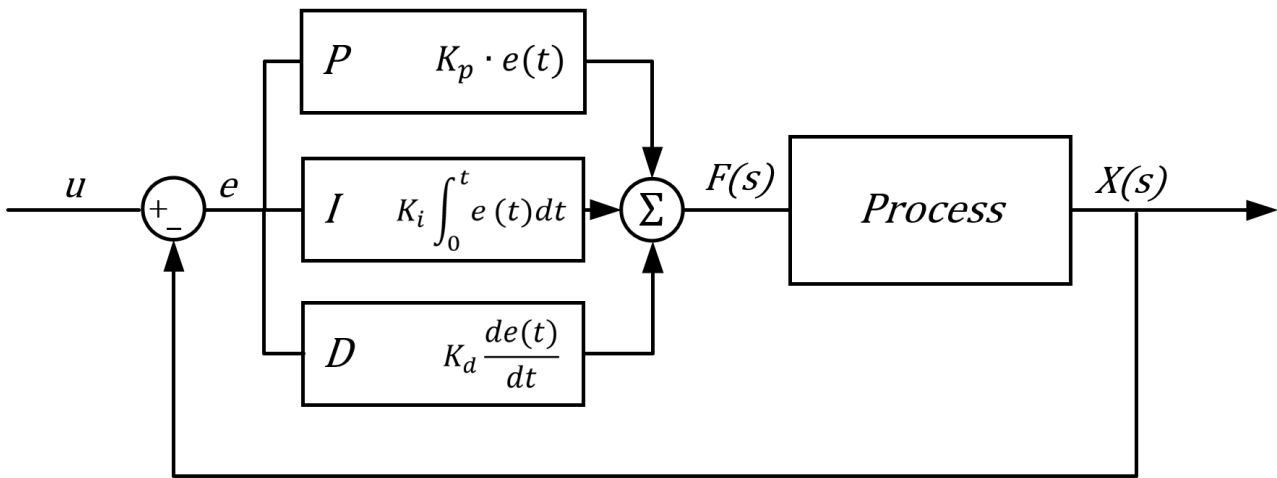 P K_p · e(t)
u
+
−
e
I K_i ∫_0^t e (t)dt
Σ
F(s)
Process
X(s)
D K_d de(t)/dt